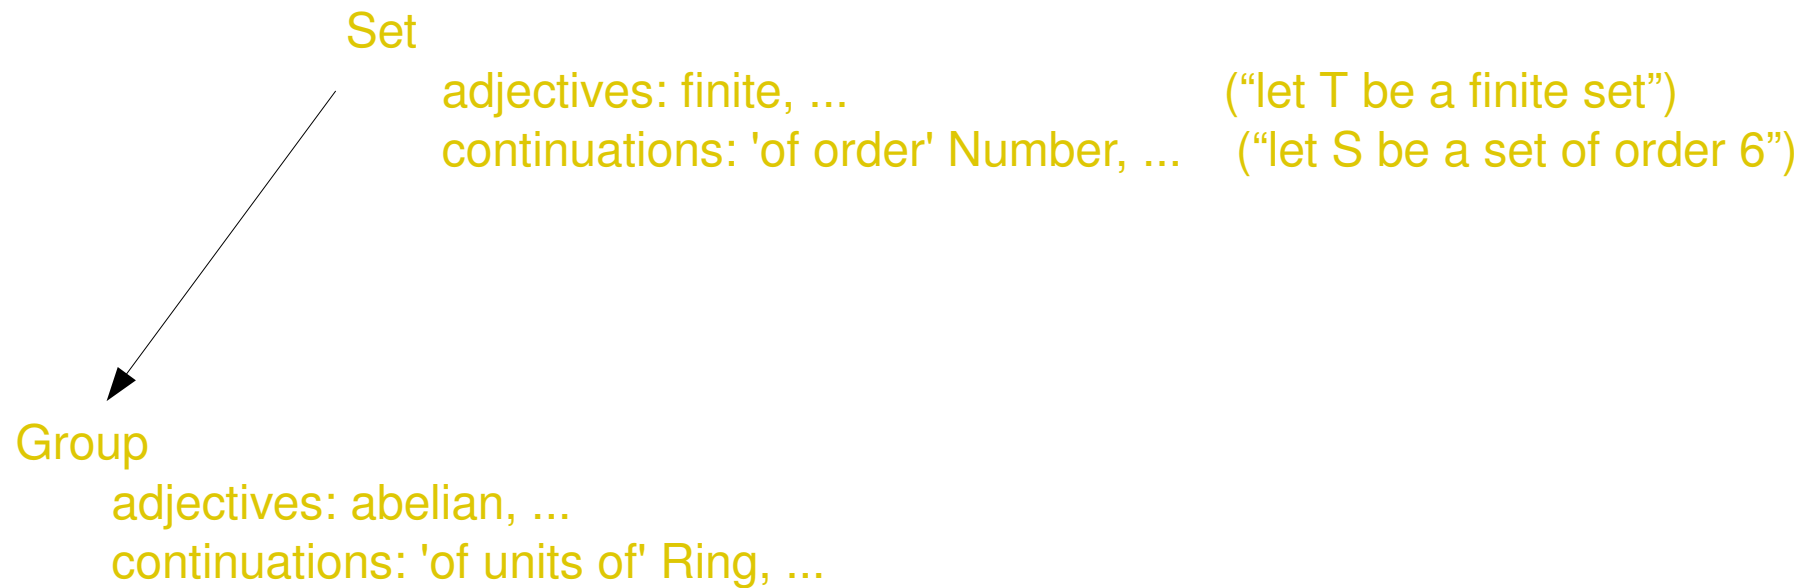 Set
adjectives: finite, ... (“let T be a finite set”)
continuations: 'of order' Number, ... (“let S be a set of order 6”)
Group
adjectives: abelian, ...
continuations: 'of units of' Ring, ...